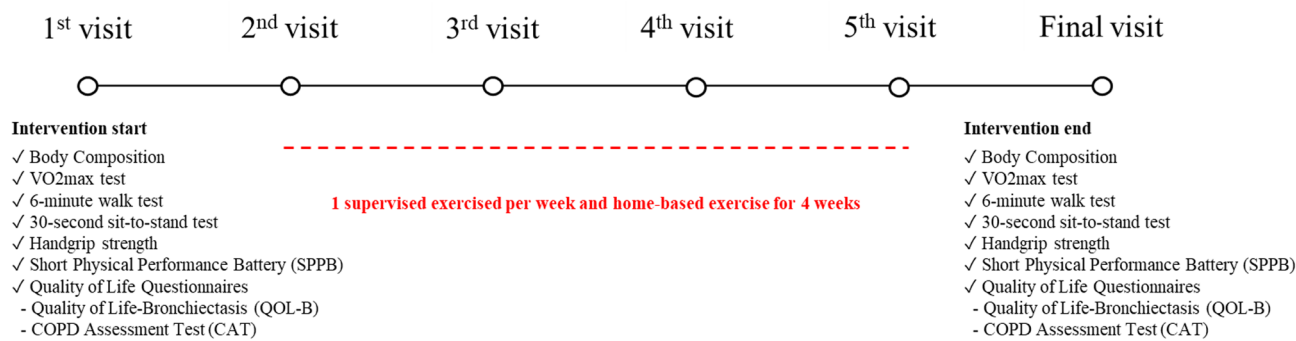 1st visit 2nd visit 3rd visit 4th visit 5th visit Final visit
Intervention start
✓ Body Composition
✓ VO2max test
✓ 6-minute walk test
✓ 30-second sit-to-stand test
✓ Handgrip strength
✓ Short Physical Performance Battery (SPPB)
✓ Quality of Life Questionnaires
- Quality of Life-Bronchiectasis (QOL-B)
- COPD Assessment Test (CAT)
1 supervised exercised per week and home-based exercise for 4 weeks
Intervention end
✓ Body Composition
✓ VO2max test
✓ 6-minute walk test
✓ 30-second sit-to-stand test
✓ Handgrip strength
✓ Short Physical Performance Battery (SPPB)
✓ Quality of Life Questionnaires
- Quality of Life-Bronchiectasis (QOL-B)
- COPD Assessment Test (CAT)